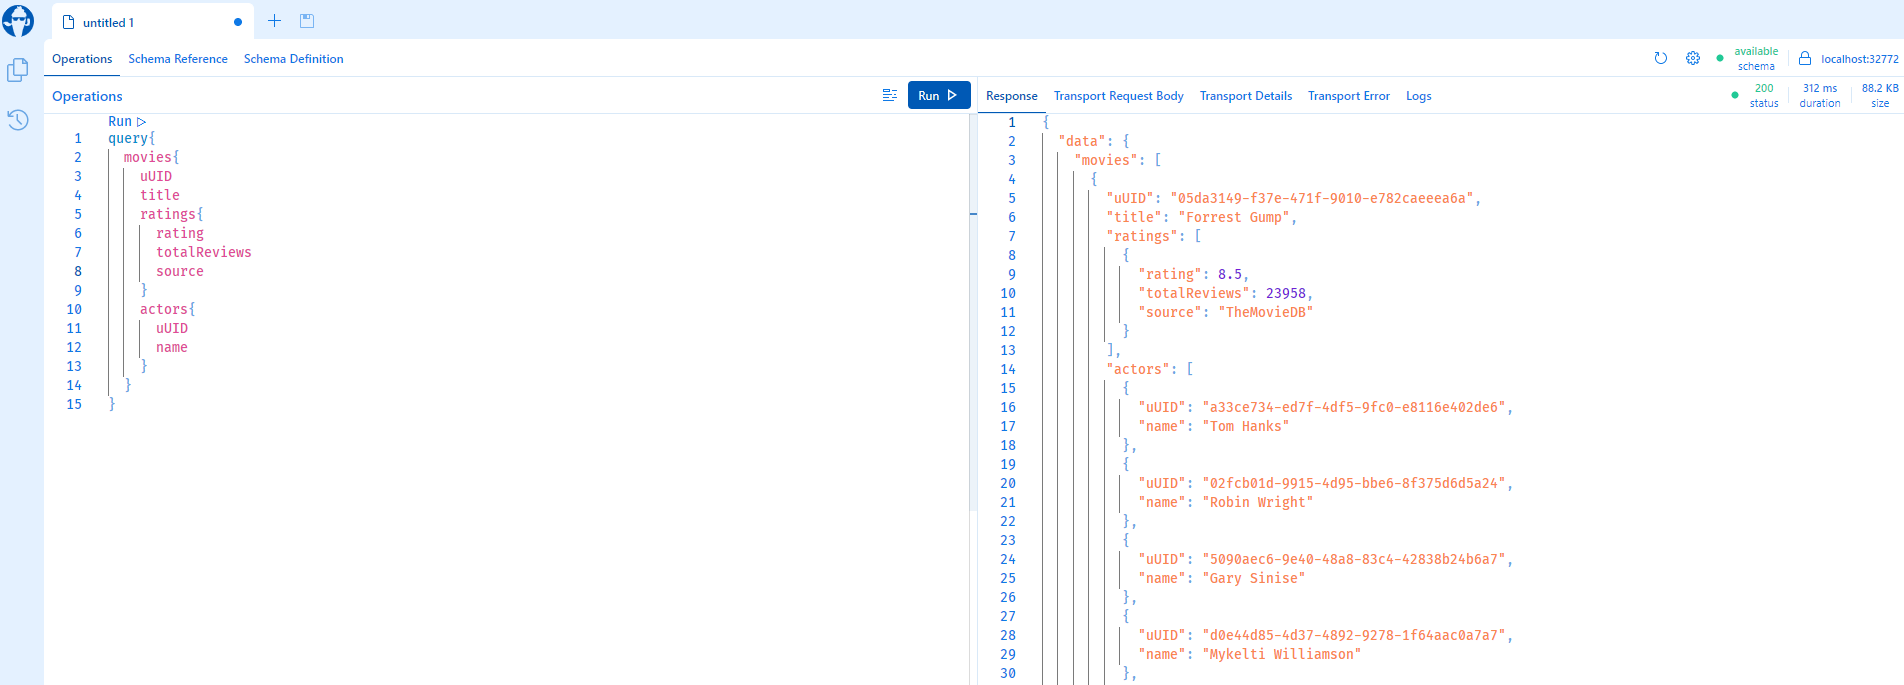 untitled 1
Operations Schema Reference Schema Definition
available
schema
localhost:32772
Operations
Run
Response Transport Request Body Transport Details Transport Error Logs
200
status
312 ms
duration
88.2 KB
size
Run
1 query{
2 movies{
3 uUID
4 title
5 ratings{
6 rating
7 totalReviews
8 source
9 }
10 actors{
11 uUID
12 name
13 }
14 }
15 }
1 {
2 "data": {
3 "movies": [
4 {
5 "uUID": "05da3149-f37e-471f-9010-e782caeeea6a",
6 "title": "Forrest Gump",
7 "ratings": [
8 {
9 "rating": 8.5,
10 "totalReviews": 23958,
11 "source": "TheMovieDB"
12 }
13 ],
14 "actors": [
15 {
16 "uUID": "a33ce734-ed7f-4df5-9fc0-e8116e402de6",
17 "name": "Tom Hanks"
18 },
19 {
20 "uUID": "02fcb01d-9915-4d95-bbe6-8f375d6d5a24",
21 "name": "Robin Wright"
22 },
23 {
24 "uUID": "5090aec6-9e40-48a8-83c4-42838b24b6a7",
25 "name": "Gary Sinise"
26 },
27 {
28 "uUID": "d0e44d85-4d37-4892-9278-1f64aac0a7a7",
29 "name": "Mykelti Williamson"
30 },